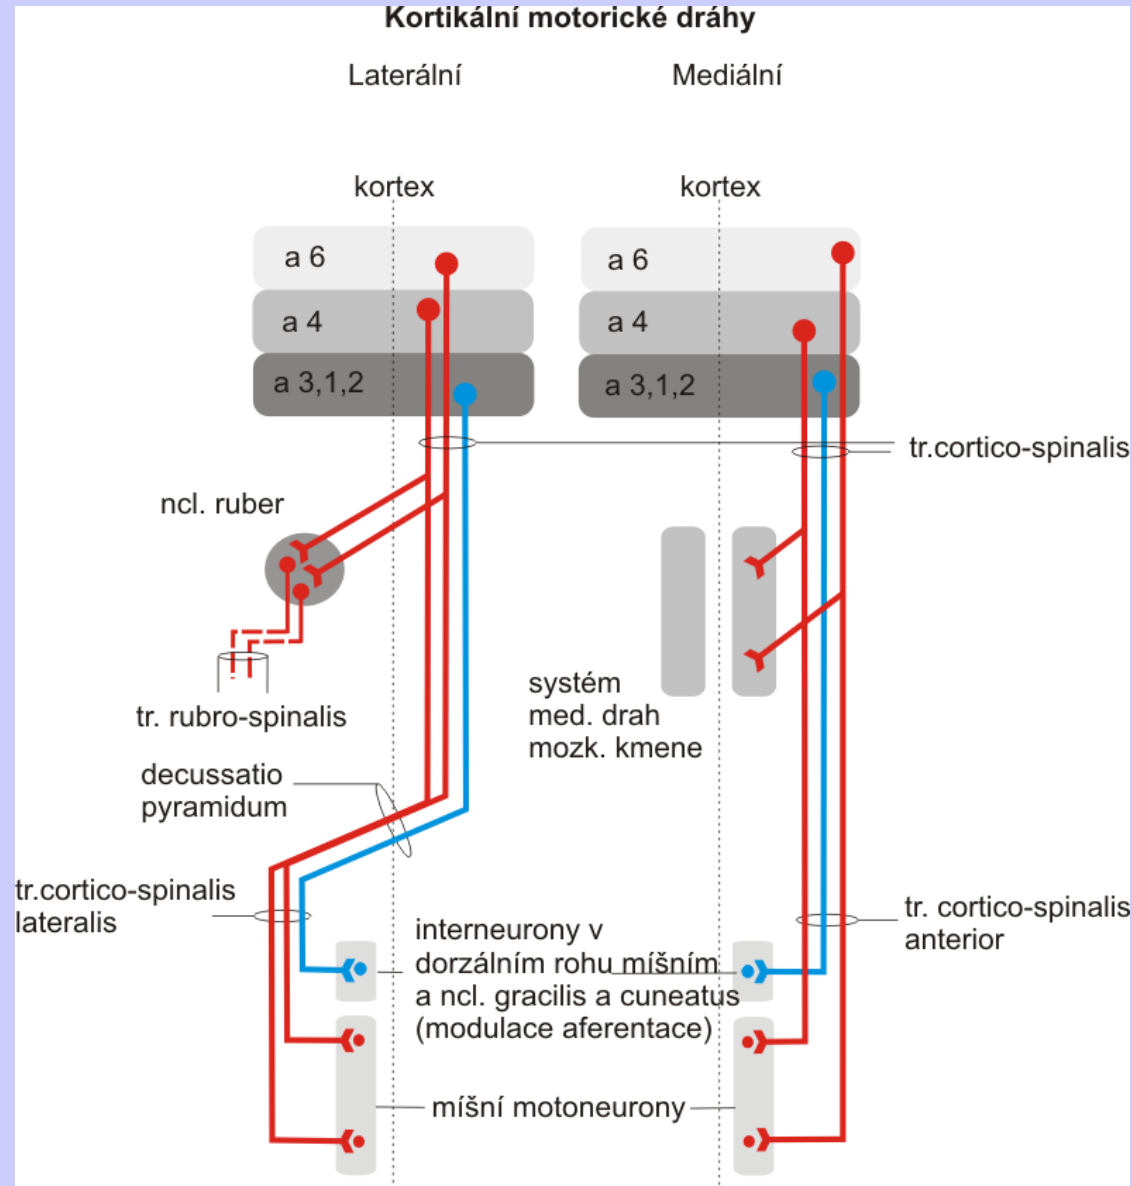 Kortikální motorické dráhy
Laterální
Mediální
kortex
kortex
a 6
a 6
a 4
a 4
a 3,1,2
a 3,1,2
tr.cortico-spinalis
ncl. ruber
tr. rubro-spinalis
systém
med. drah
mozk. kmene
decussatio
pyramidum
tr.cortico-spinalis
lateralis
tr. cortico-spinalis
anterior
interneurony v
dorzálním rohu míšním
a ncl. gracilis a cuneatus
(modulace aferentace)
míšní motoneurony